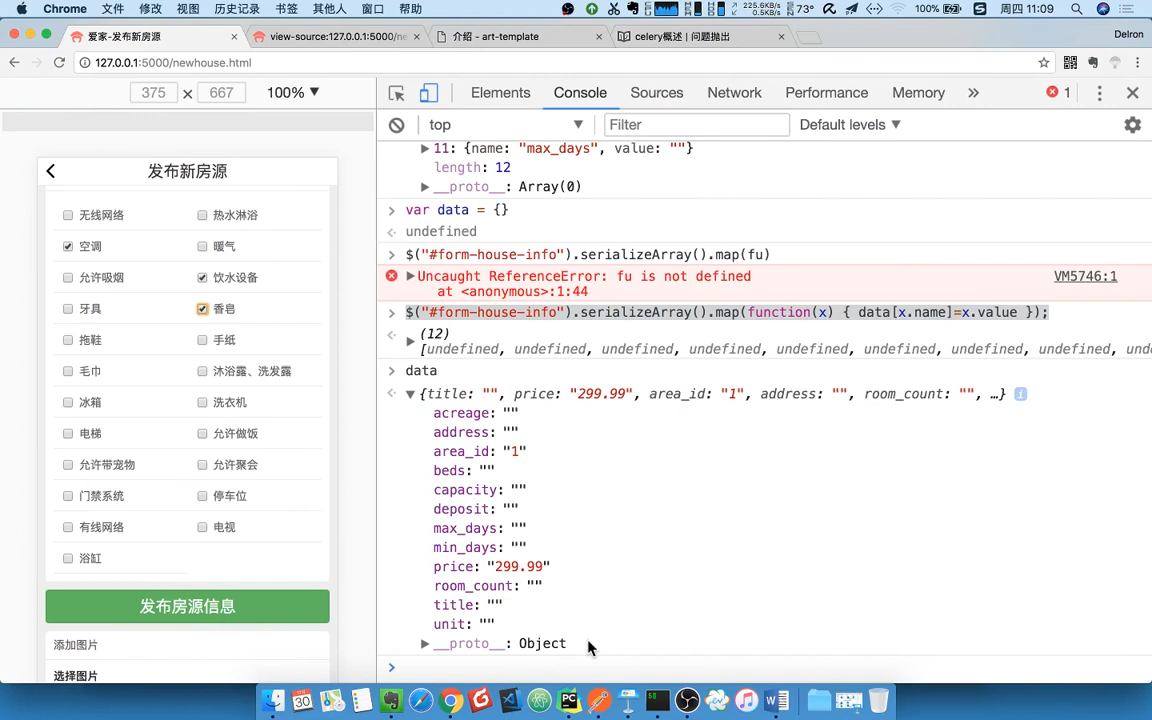 Chrome 文件 修改 视图 历史记录 书签 其他人 窗口 帮助 225.6KB/s 0.5KB/s 73° 100% 周四 11:09
爱家-发布新房源 view-source:127.0.0.1:5000/ne 介绍 - art-template celery概述 | 问题抛出 Delron
127.0.0.1:5000/newhouse.html
375 × 667 100% ▼
Elements Console Sources Network Performance Memory » 1
top ▼ Filter Default levels ▼
发布新房源
无线网络 热水淋浴
空调 暖气
允许吸烟 饮水设备
牙具 香皂
拖鞋 手纸
毛巾 沐浴露、洗发露
冰箱 洗衣机
电梯 允许做饭
允许带宠物 允许聚会
门禁系统 停车位
有线网络 电视
浴缸
发布房源信息
添加图片
选择图片
11: {name: "max_days", value: ""}
length: 12
__proto__: Array(0)
var data = {}
undefined
$("#form-house-info").serializeArray().map(fu)
Uncaught ReferenceError: fu is not defined VM5746:1
at <anonymous>:1:44
$("#form-house-info").serializeArray().map(function(x) { data[x.name]=x.value });
(12)
[undefined, undefined, undefined, undefined, undefined, undefined, undefined, undefined, und
data
{title: "", price: "299.99", area_id: "1", address: "", room_count: "", …}
acreage: ""
address: ""
area_id: "1"
beds: ""
capacity: ""
deposit: ""
max_days: ""
min_days: ""
price: "299.99"
room_count: ""
title: ""
unit: ""
__proto__: Object